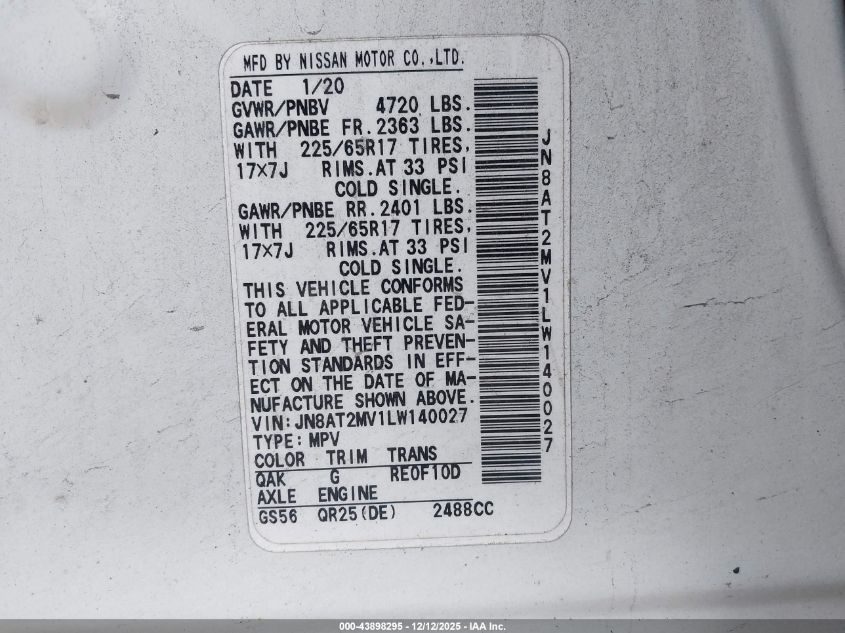 MFD BY NISSAN MOTOR CO.,LTD.
DATE 1/20
GVWR/PNBV 4720 LBS.
GAWR/PNBE FR.2363 LBS.
WITH 225/65R17 TIRES,
17×7J RIMS.AT 33 PSI
COLD SINGLE.
GAWR/PNBE RR.2401 LBS.
WITH 225/65R17 TIRES,
17×7J RIMS.AT 33 PSI
COLD SINGLE.
THIS VEHICLE CONFORMS
TO ALL APPLICABLE FED-
ERAL MOTOR VEHICLE SA-
FETY AND THEFT PREVEN-
TION STANDARDS IN EFF-
ECT ON THE DATE OF MA-
NUFACTURE SHOWN ABOVE.
VIN:JN8AT2MV1LW140027
TYPE:MPV
COLOR TRIM TRANS
QAK G RE0F10D
AXLE ENGINE
GS56 QR25(DE) 2488CC
JN8AT2MV1LW140027
000-43898295 - 12/12/2025 - IAA Inc.